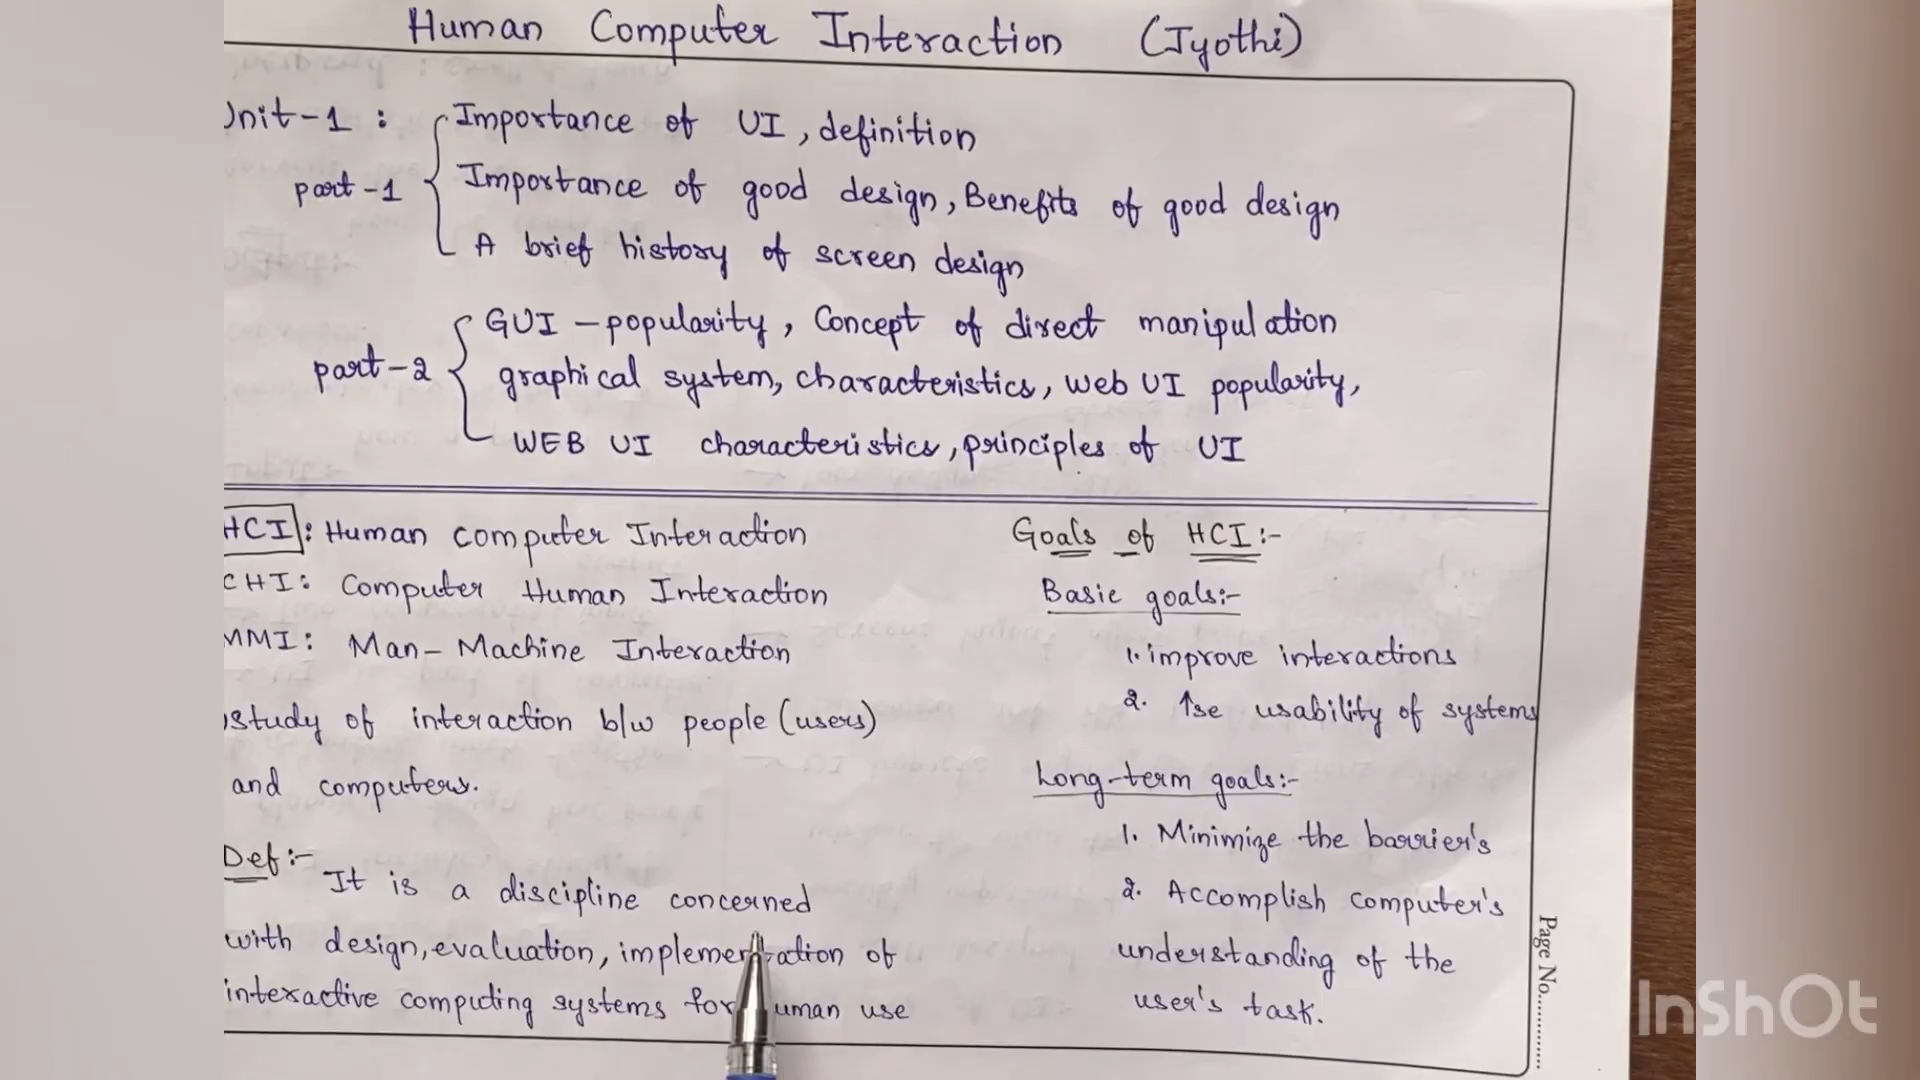 Human Computer Interaction (Jyothi)
Unit-1 : Importance of UI, definition
part-1 Importance of good design, Benefits of good design
A brief history of screen design
GUI - popularity, Concept of direct manipulation
part-2 graphical system, characteristics, web UI popularity,
WEB UI characteristics, principles of UI
HCI : Human computer Interaction
CHI : Computer Human Interaction
MMI : Man-Machine Interaction
study of interaction b/w people (users)
and computers.
Def :-
It is a discipline concerned
with design, evaluation, implementation of
interactive computing systems for human use
Goals of HCI :-
Basic goals :-
1. improve interactions
2. ↑se usability of systems
Long-term goals :-
1. Minimize the barrier's
2. Accomplish computer's
understanding of the
user's task.
Page No..............
InShOt